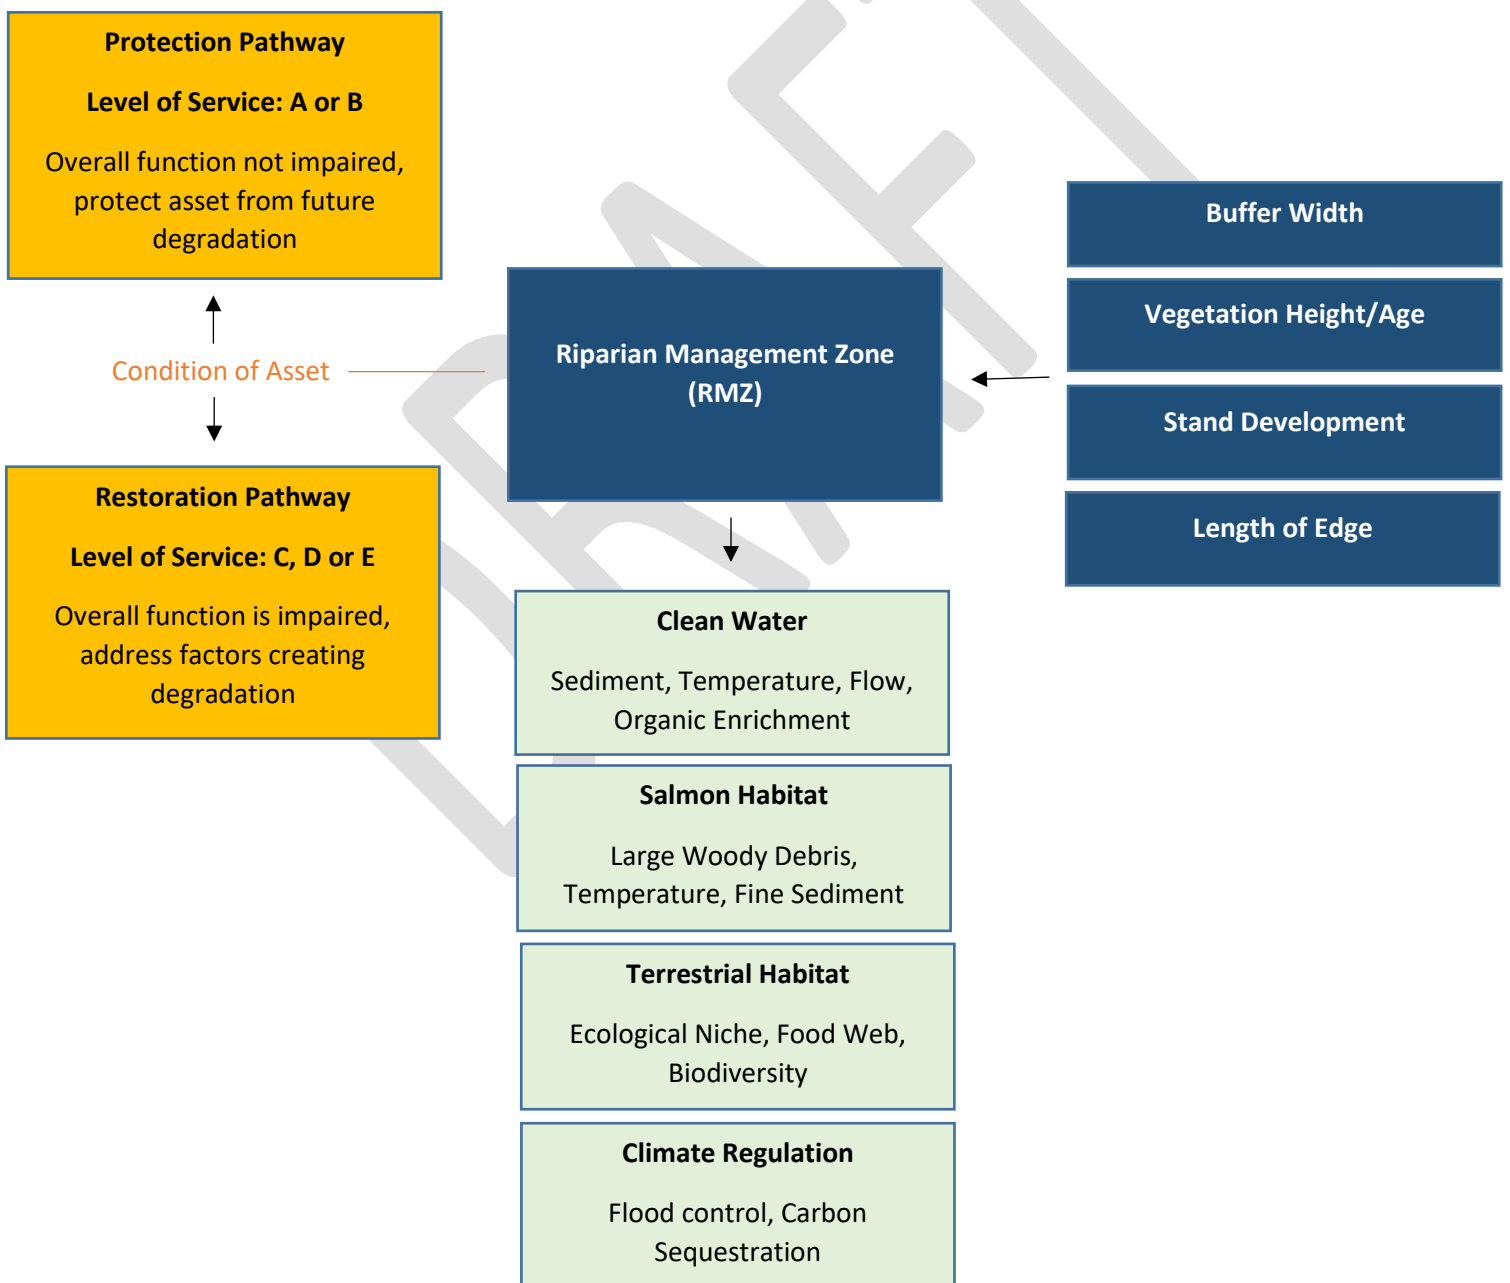 Protection Pathway
Level of Service: A or B
Overall function not impaired,
protect asset from future
degradation
Condition of Asset
Restoration Pathway
Level of Service: C, D or E
Overall function is impaired,
address factors creating
degradation
Riparian Management Zone
(RMZ)
Buffer Width
Vegetation Height/Age
Stand Development
Length of Edge
Clean Water
Sediment, Temperature, Flow,
Organic Enrichment
Salmon Habitat
Large Woody Debris,
Temperature, Fine Sediment
Terrestrial Habitat
Ecological Niche, Food Web,
Biodiversity
Climate Regulation
Flood control, Carbon
Sequestration
DRAFT